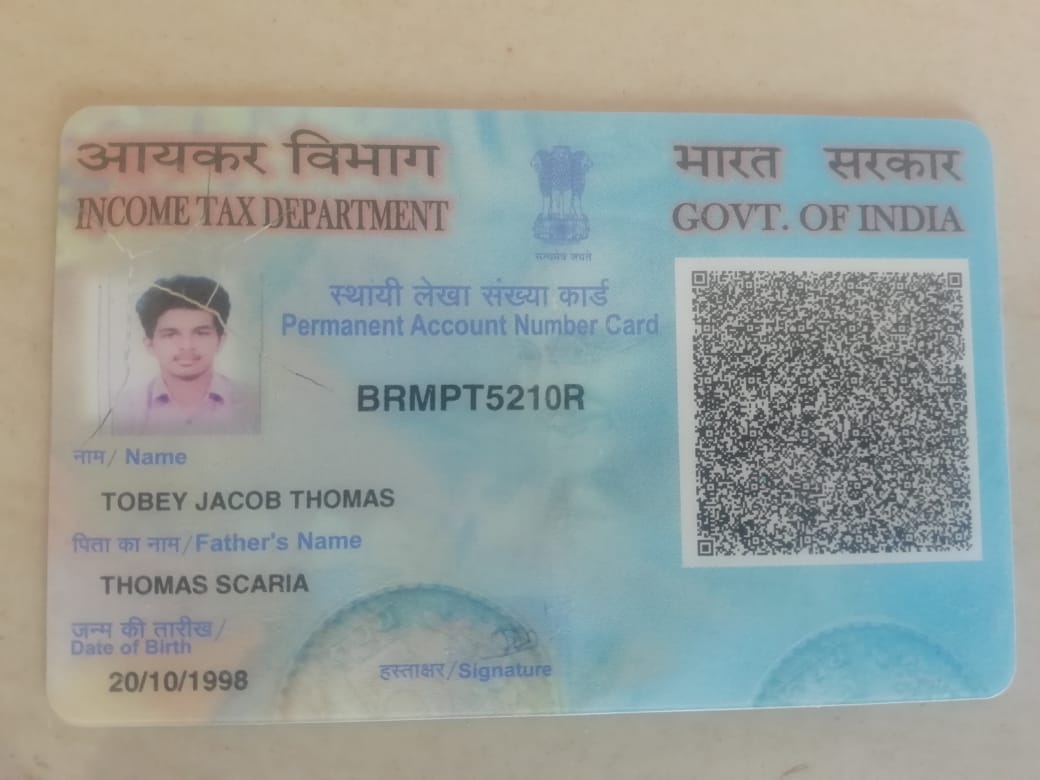 आयकर विभाग
INCOME TAX DEPARTMENT
भारत सरकार
GOVT. OF INDIA
सत्यमेव जयते
स्थायी लेखा संख्या कार्ड
Permanent Account Number Card
BRMPT5210R
नाम/ Name
TOBEY JACOB THOMAS
पिता का नाम/Father's Name
THOMAS SCARIA
जन्म की तारीख/
Date of Birth
20/10/1998
हस्ताक्षर/Signature